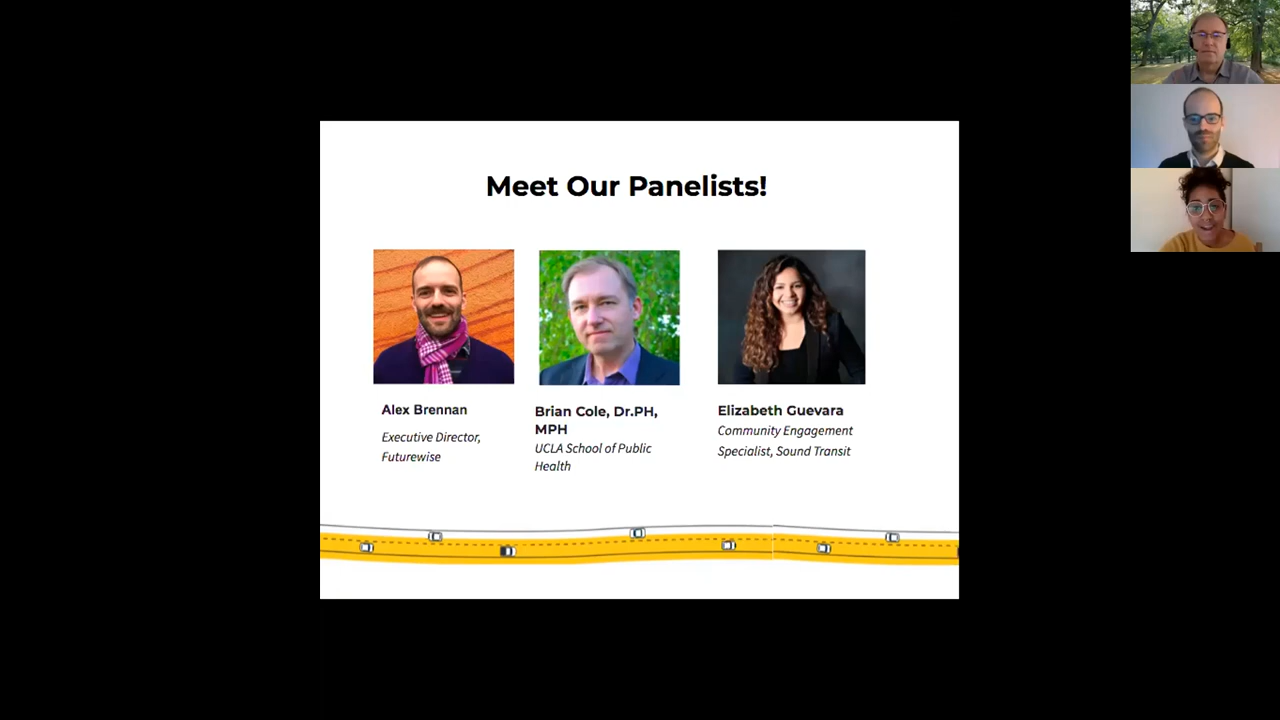 Meet Our Panelists!
Alex Brennan
Executive Director,
Futurewise
Brian Cole, Dr.PH,
MPH
UCLA School of Public
Health
Elizabeth Guevara
Community Engagement
Specialist, Sound Transit